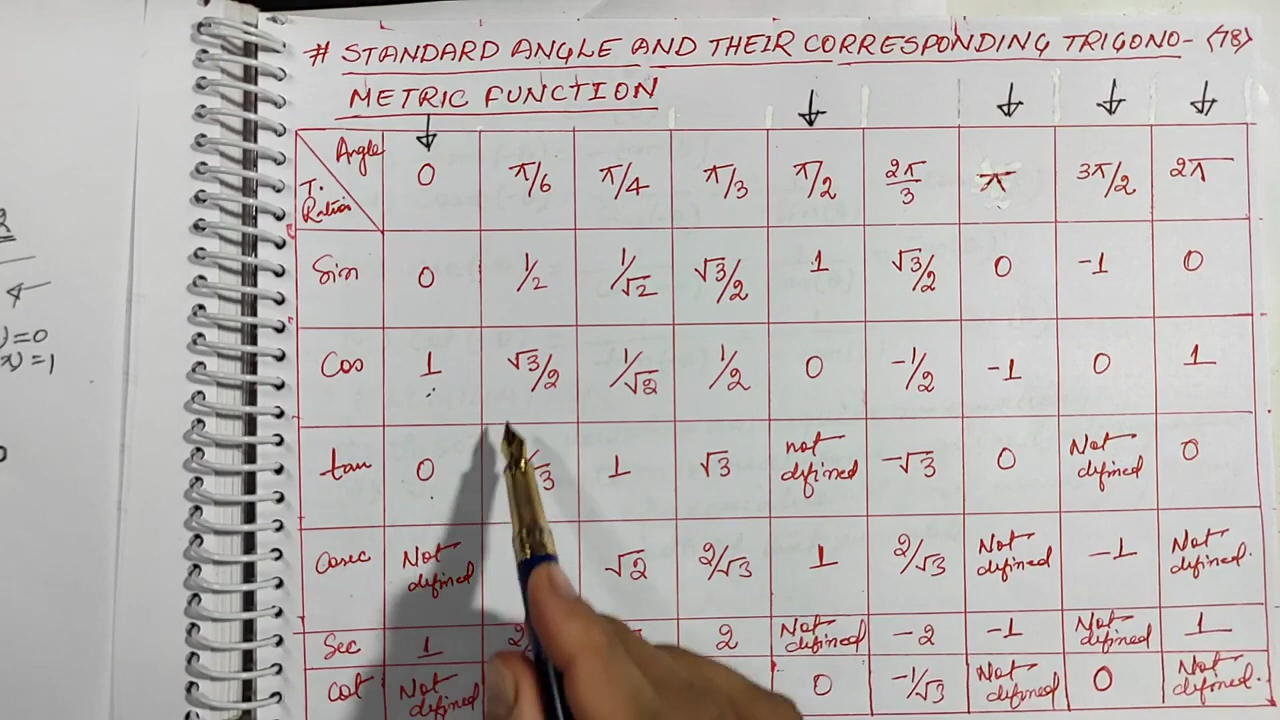 # STANDARD ANGLE AND THEIR CORRESPONDING TRIGONO- <78>
METRIC FUNCTION
Angle T. Ratios 0 π/6 π/4 π/3 π/2 2π/3 π 3π/2 2π
Sin 0 1/2 1/√2 √3/2 1 √3/2 0 -1 0
Cos 1 √3/2 1/√2 1/2 0 -1/2 -1 0 1
tan 0 √3 1 √3 not defined -√3 0 Not defined 0
Cosec Not defined √2 2/√3 1 2/√3 Not defined -1 Not defined.
Sec 1 2 Not defined -2 -1 Not defined 1
cot Not defined 0 -1/√3 Not defined 0 Not defined.
)=0
x)=1